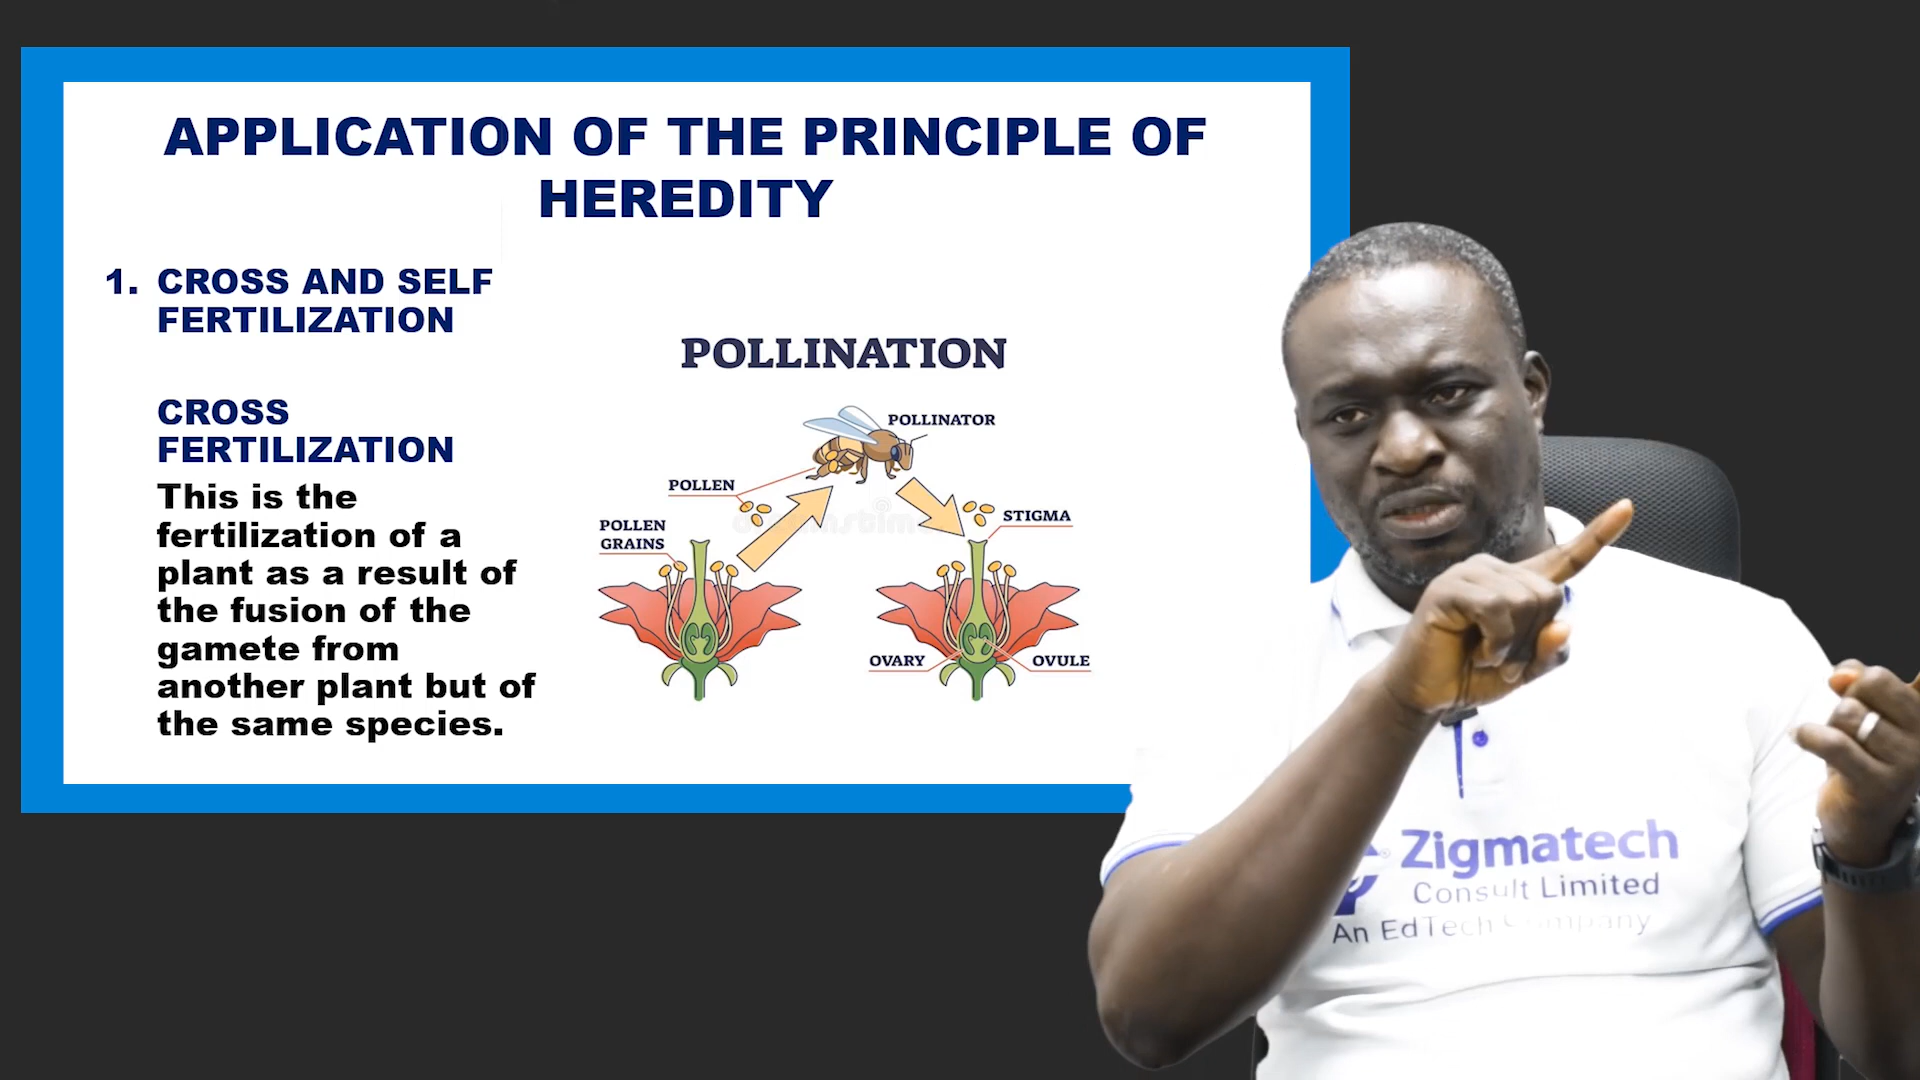 APPLICATION OF THE PRINCIPLE OF
HEREDITY
1. CROSS AND SELF
FERTILIZATION
CROSS
FERTILIZATION
This is the
fertilization of a
plant as a result of
the fusion of the
gamete from
another plant but of
the same species.
POLLINATION
POLLINATOR
POLLEN
POLLEN
GRAINS
STIGMA
OVARY
OVULE
Zigmatech
Consult Limited
An EdTech Company